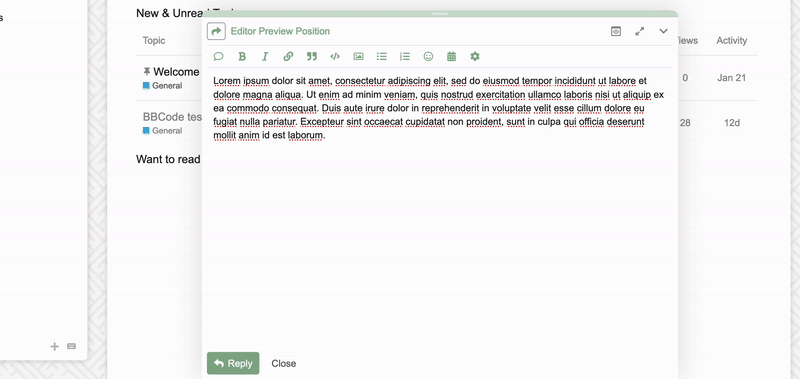 s
New & Unread
Editor Preview Position
Topic
iews
Activity
Welcome
General
0
Jan 21
BBCode tes
General
28
12d
Want to read
Lorem ipsum dolor sit amet, consectetur adipiscing elit, sed do eiusmod tempor incididunt ut labore et
dolore magna aliqua. Ut enim ad minim veniam, quis nostrud exercitation ullamco laboris nisi ut aliquip ex
ea commodo consequat. Duis aute irure dolor in reprehenderit in voluptate velit esse cillum dolore eu
fugiat nulla pariatur. Excepteur sint occaecat cupidatat non proident, sunt in culpa qui officia deserunt
mollit anim id est laborum.
Reply
Close